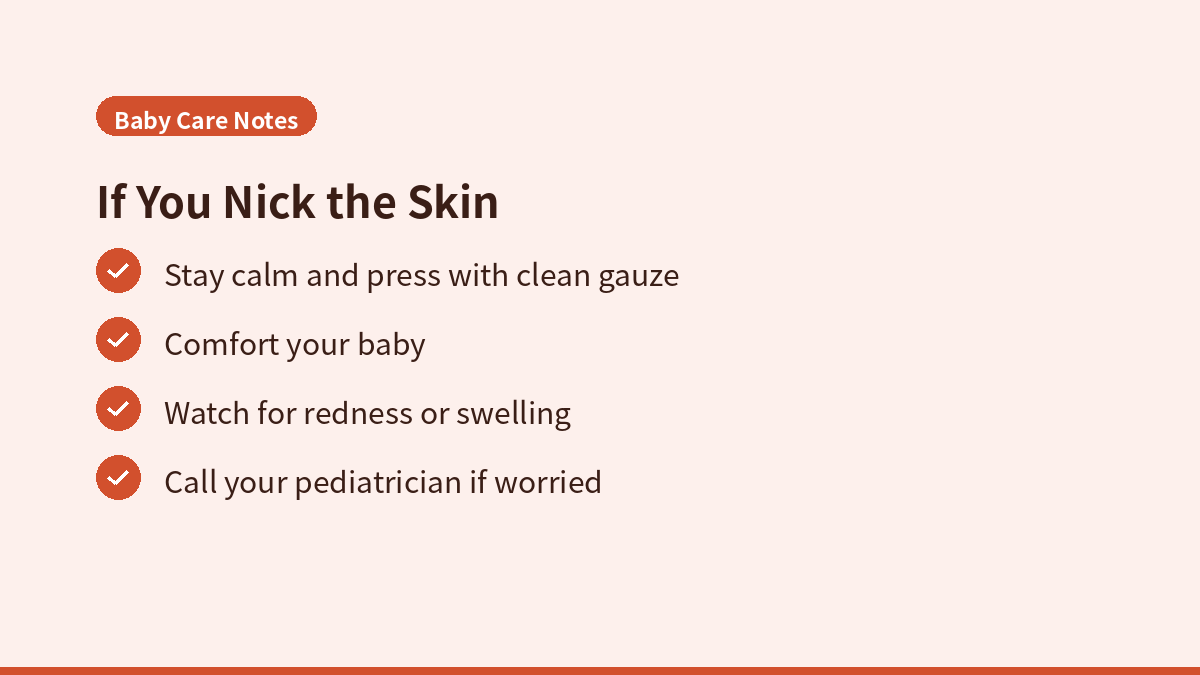 Baby Care Notes
If You Nick the Skin
Stay calm and press with clean gauze
Comfort your baby
Watch for redness or swelling
Call your pediatrician if worried